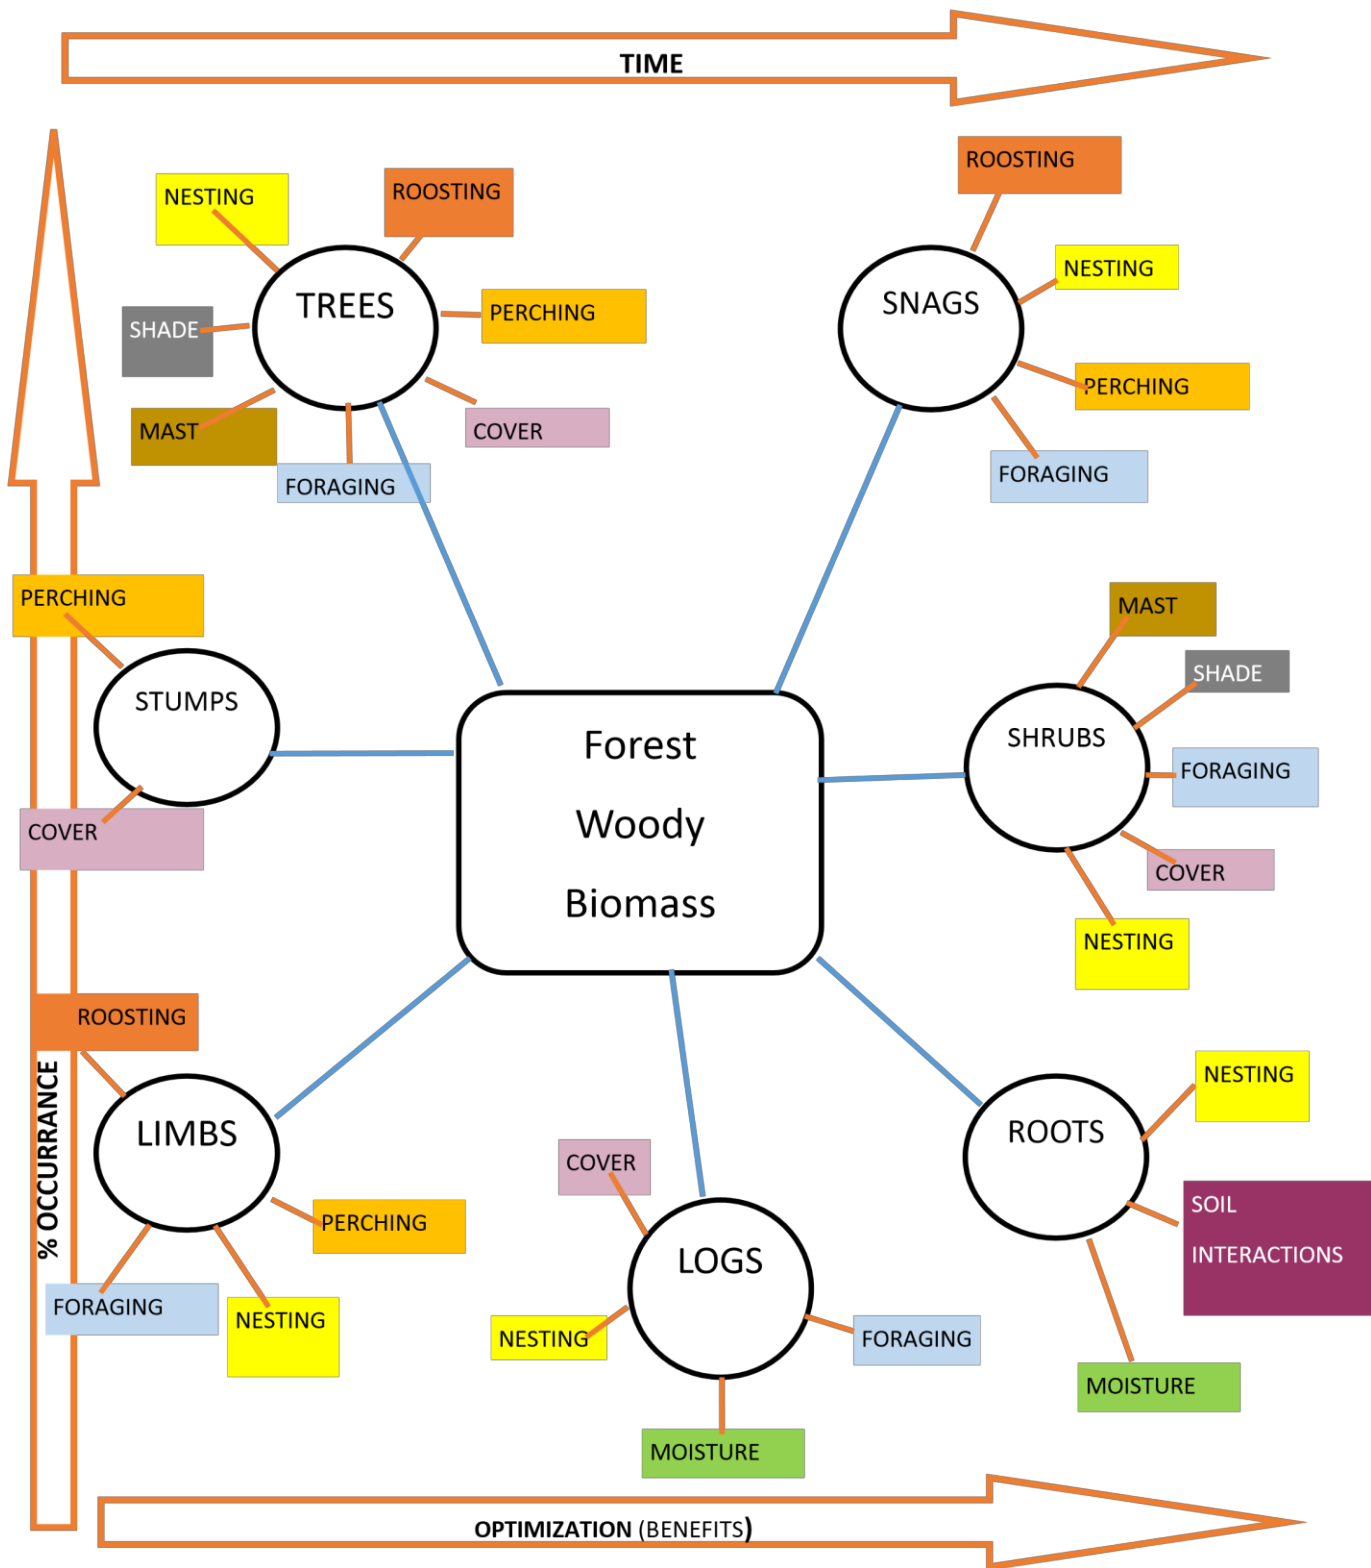 TIME
NESTING
ROOSTING
TREES
PERCHING
SHADE
MAST
COVER
FORAGING
ROOSTING
NESTING
SNAGS
PERCHING
FORAGING
PERCHING
STUMPS
COVER
Forest
Woody
Biomass
MAST
SHADE
SHRUBS
FORAGING
COVER
NESTING
ROOSTING
LIMBS
PERCHING
FORAGING
NESTING
COVER
LOGS
NESTING
FORAGING
MOISTURE
NESTING
ROOTS
SOIL
INTERACTIONS
MOISTURE
% OCCURRANCE
OPTIMIZATION (BENEFITS)